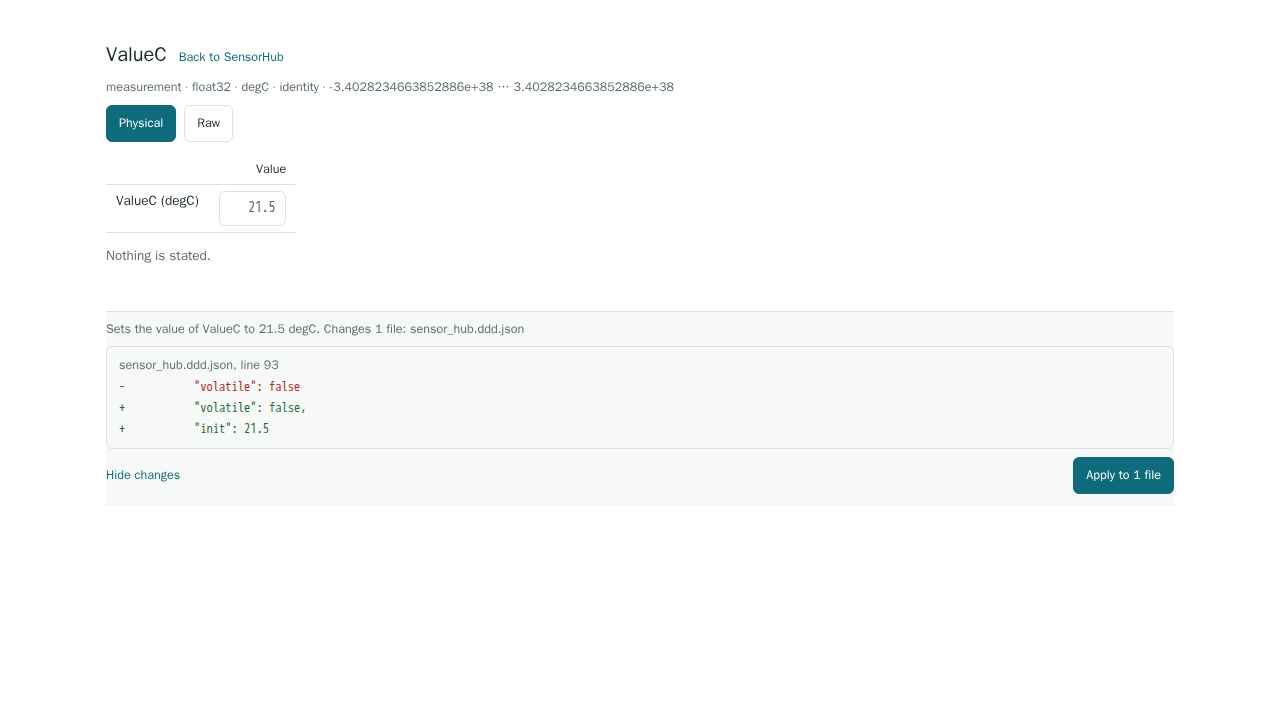 ValueC Back to SensorHub
measurement · float32 · degC · identity · -3.4028234663852886e+38 ··· 3.4028234663852886e+38
Physical Raw
Value
ValueC (degC) 21.5
Nothing is stated.
Sets the value of ValueC to 21.5 degC. Changes 1 file: sensor_hub.ddd.json
sensor_hub.ddd.json, line 93
- "volatile": false
+ "volatile": false,
+ "init": 21.5
Hide changes Apply to 1 file